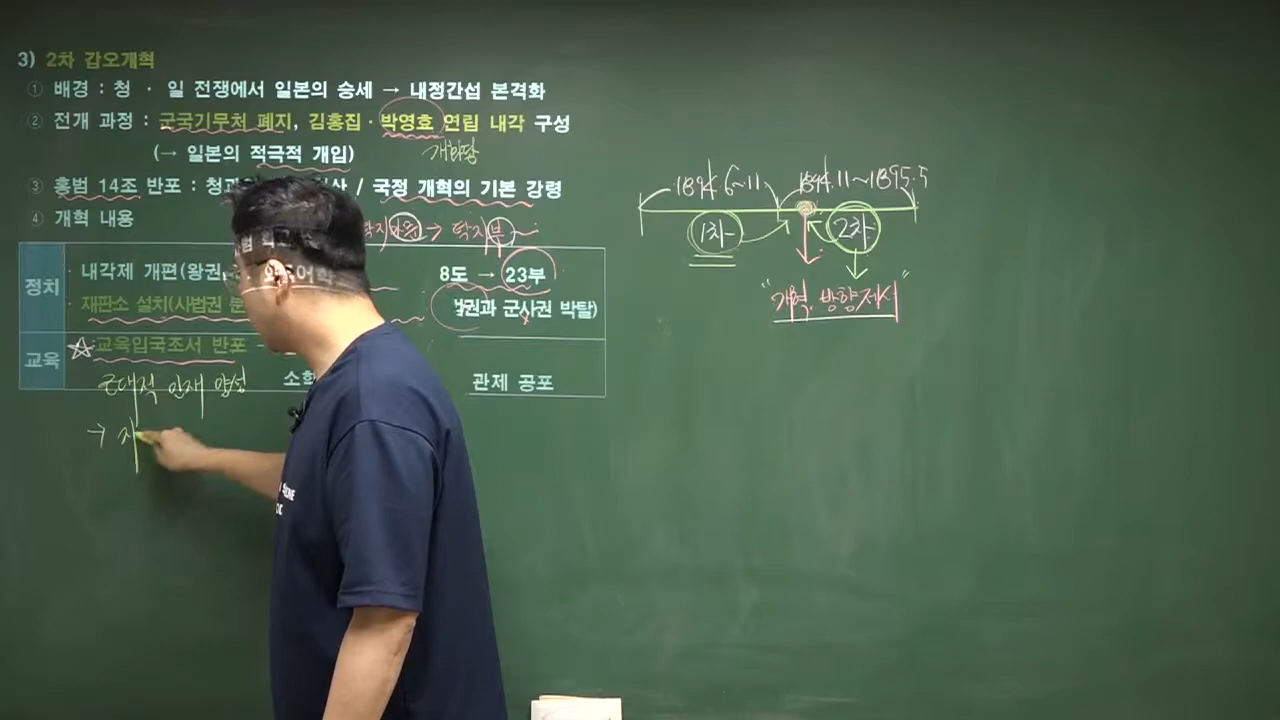 3) 2차 갑오개혁
① 배경 : 청 · 일 전쟁에서 일본의 승세 → 내정간섭 본격화
② 전개 과정 : 군국기무처 폐지, 김홍집 · 박영호 연립 내각 구성
(→ 일본의 적극적 개입)
개화당
③ 홍범 14조 반포 : 청과 / 국정 개혁의 기본 강령
④ 개혁 내용
탁지아문 → 탁지부
정치
· 내각제 개편(왕권,
8도 → 23부
· 재판소 설치(사법권
권과 군사권 박탈)
교육
교육입국조서 반포
근대적 인재 양성
관제 공포
→
1894.6~11
1894.11~1895.5
1차
2차
"개혁 방향 제시"